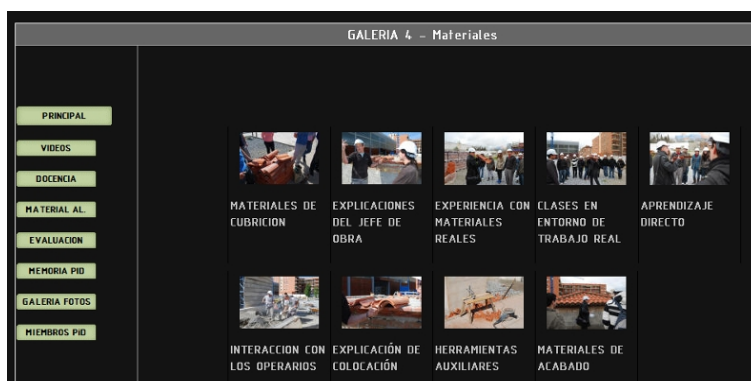 GALERIA 4 - Materiales
PRINCIPAL
VIDEOS
DOCENCIA
MATERIAL AL.
EVALUACION
MEMORIA PID
GALERIA FOTOS
MIEMBROS PiD
MATERIALES DE
CUBRICION
EXPLICACIONES
DEL JEFE DE
OBRA
EXPERIENCIA CON
MATERIALES
REALES
CLASES EN
ENTORNO DE
TRABAJO REAL
APRENDIZAJE
DIRECTO
INTERACCION CON
LOS OPERARIOS
EXPLICACIÓN DE
COLOCACIÓN
HERRAMIENTAS
AUXILIARES
MATERIALES DE
ACABADO